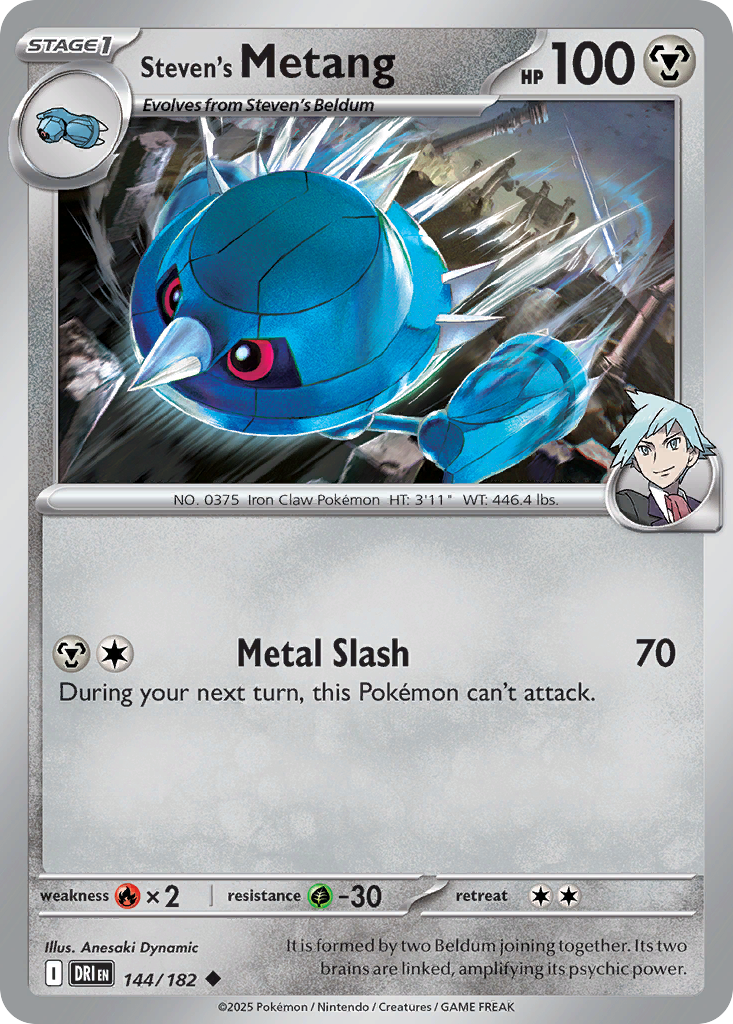 STAGE1
Steven's Metang
HP 100
Evolves from Steven's Beldum
NO. 0375 Iron Claw Pokémon HT: 3'11" WT: 446.4 lbs.
Metal Slash 70
During your next turn, this Pokémon can't attack.
weakness ×2 resistance -30 retreat
Illus. Anesaki Dynamic
It is formed by two Beldum joining together. Its two
brains are linked, amplifying its psychic power.
I DRI EN 144/182
©2025 Pokémon / Nintendo / Creatures / GAME FREAK